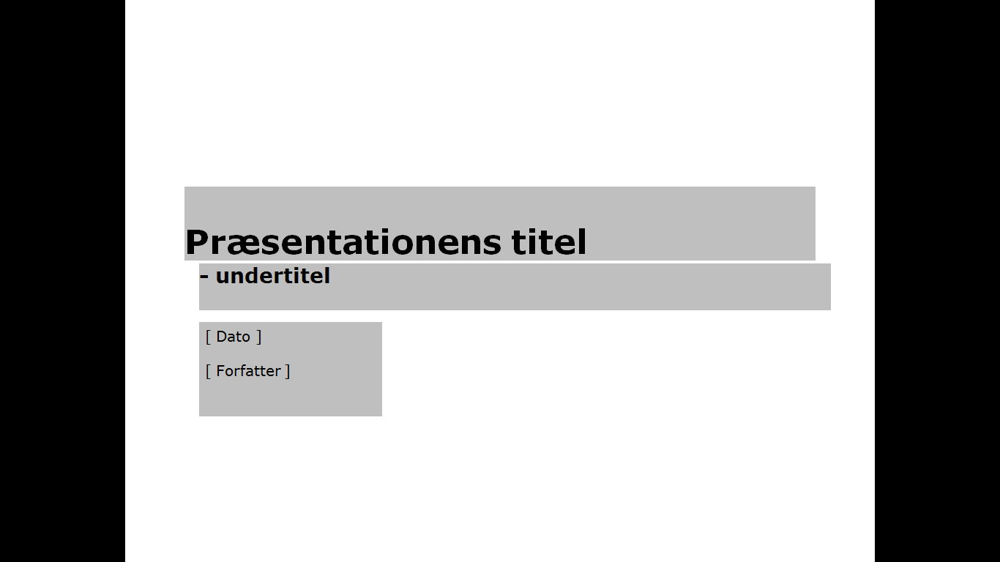 Præsentationens titel
- undertitel
[ Dato ]
[ Forfatter ]